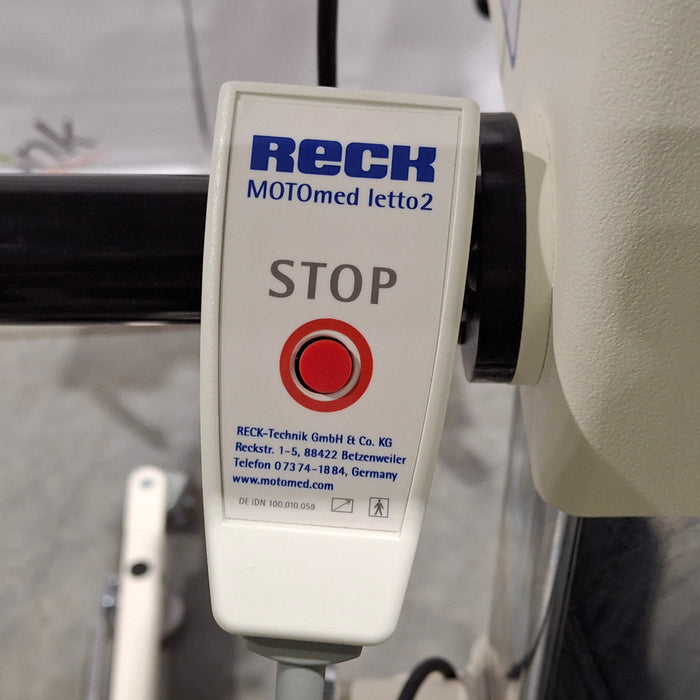 RECK
MOTOmed letto2
STOP
RECK-Technik GmbH & Co. KG
Reckstr. 1-5, 88422 Betzenweiler
Telefon 07374-1884, Germany
www.motomed.com
DE IDN 100.010.059